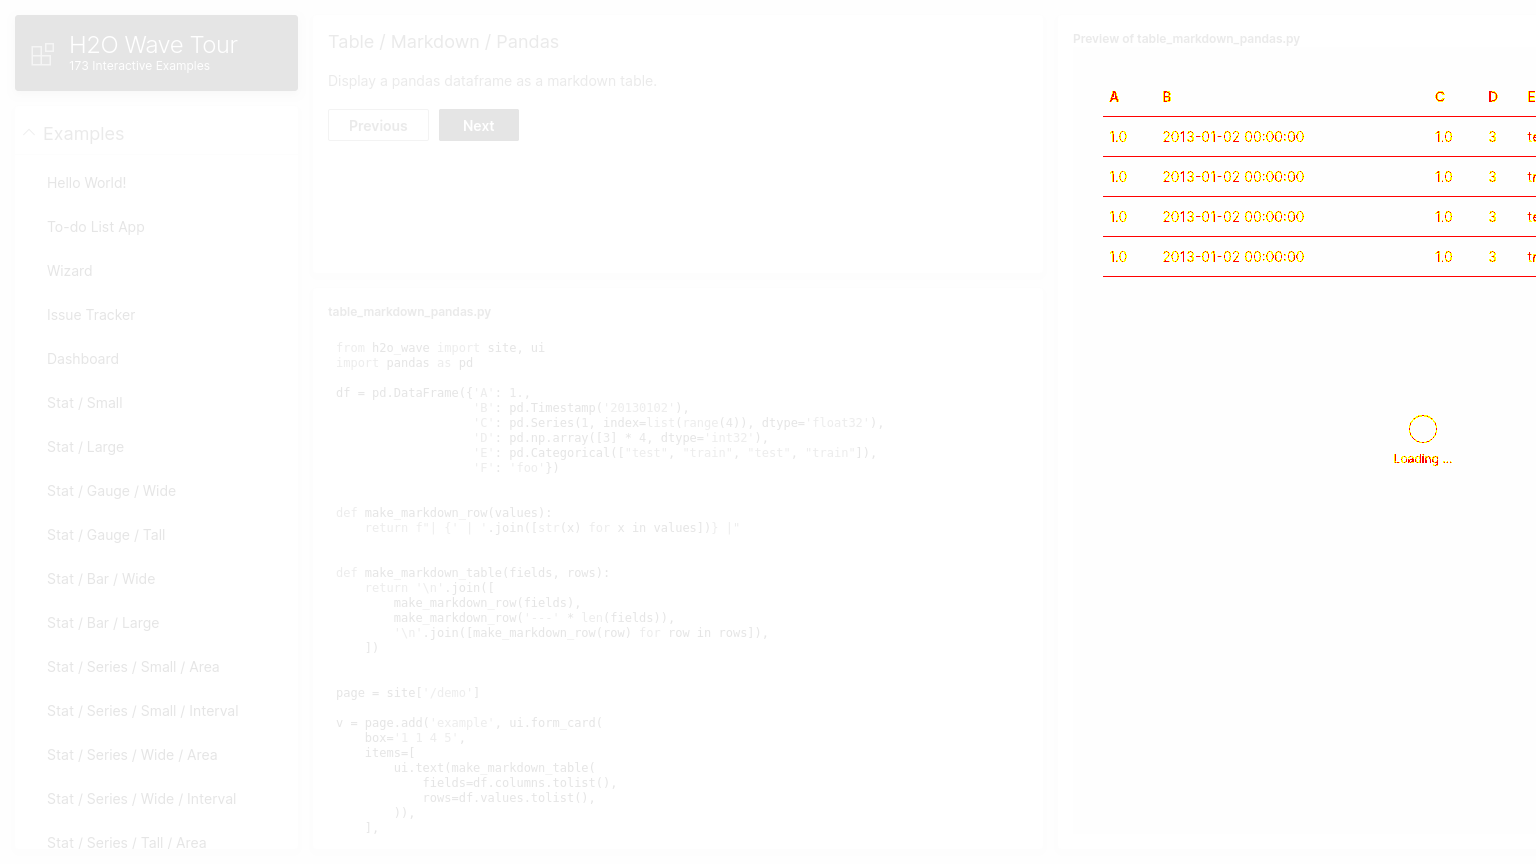 H2O Wave Tour
173 Interactive Examples
Examples
Hello World!
To-do List App
Wizard
Issue Tracker
Dashboard
Stat / Small
Stat / Large
Stat / Gauge / Wide
Stat / Gauge / Tall
Stat / Bar / Wide
Stat / Bar / Large
Stat / Series / Small / Area
Stat / Series / Small / Interval
Stat / Series / Wide / Area
Stat / Series / Wide / Interval
Stat / Series / Tall / Area
Table / Markdown / Pandas
Display a pandas dataframe as a markdown table.
Previous Next
table_markdown_pandas.py
from h2o_wave import site, ui
import pandas as pd
df = pd.DataFrame({'A': 1.,
'B': pd.Timestamp('20130102'),
'C': pd.Series(1, index=list(range(4)), dtype='float32'),
'D': pd.np.array([3] * 4, dtype='int32'),
'E': pd.Categorical(["test", "train", "test", "train"]),
'F': 'foo'})
def make_markdown_row(values):
return f"| {' | '.join([str(x) for x in values])} |"
def make_markdown_table(fields, rows):
return '\n'.join([
make_markdown_row(fields),
make_markdown_row('---' * len(fields)),
'\n'.join([make_markdown_row(row) for row in rows]),
])
page = site['/demo']
v = page.add('example', ui.form_card(
box='1 1 4 5',
items=[
ui.text(make_markdown_table(
fields=df.columns.tolist(),
rows=df.values.tolist(),
)),
],
Preview of table_markdown_pandas.py
A B C D E
1.0 2013-01-02 00:00:00 1.0 3 te
1.0 2013-01-02 00:00:00 1.0 3 tr
1.0 2013-01-02 00:00:00 1.0 3 te
1.0 2013-01-02 00:00:00 1.0 3 tr
Loading ...